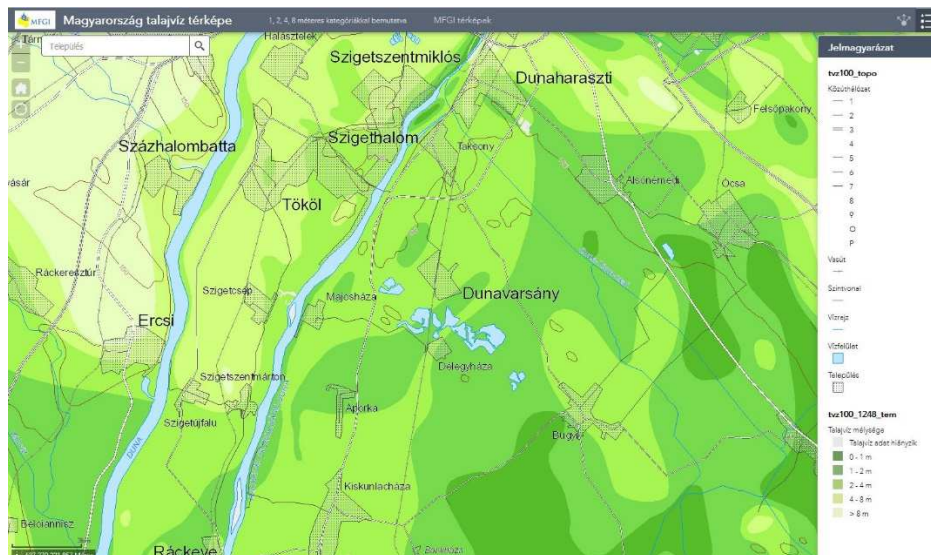 MFGI
Magyarország talajvíz térképe
1, 2, 4, 8 méteres kategóriákkal bemutatva
MFGI térképek
Település
Jelmagyarázat
tvz100_topo
Közúthálózat
1
2
3
4
5
6
7
8
9
O
P
Vasút
Szintvonal
Vízrajz
Vízfelület
Település
tvz100_1248_tem
Talajvíz mélysége
Talajvíz adat hiányzik
0 - 1 m
1 - 2 m
2 - 4 m
4 - 8 m
> 8 m
Halásztelek
Szigetszentmiklós
Dunaharaszti
Felsőpakony
Százhalombatta
Szigethalom
Taksony
Alsónémedi
Ócsa
Tököl
Ráckeresztúr
Szigetcsép
Majosháza
Dunavarsány
Ercsi
Delegyháza
Szigetszentmárton
Szigetújfalu
Áporka
Bugyi
DUNA
Kiskunlacháza
Beloiannisz
Ráckeve
Bankháza